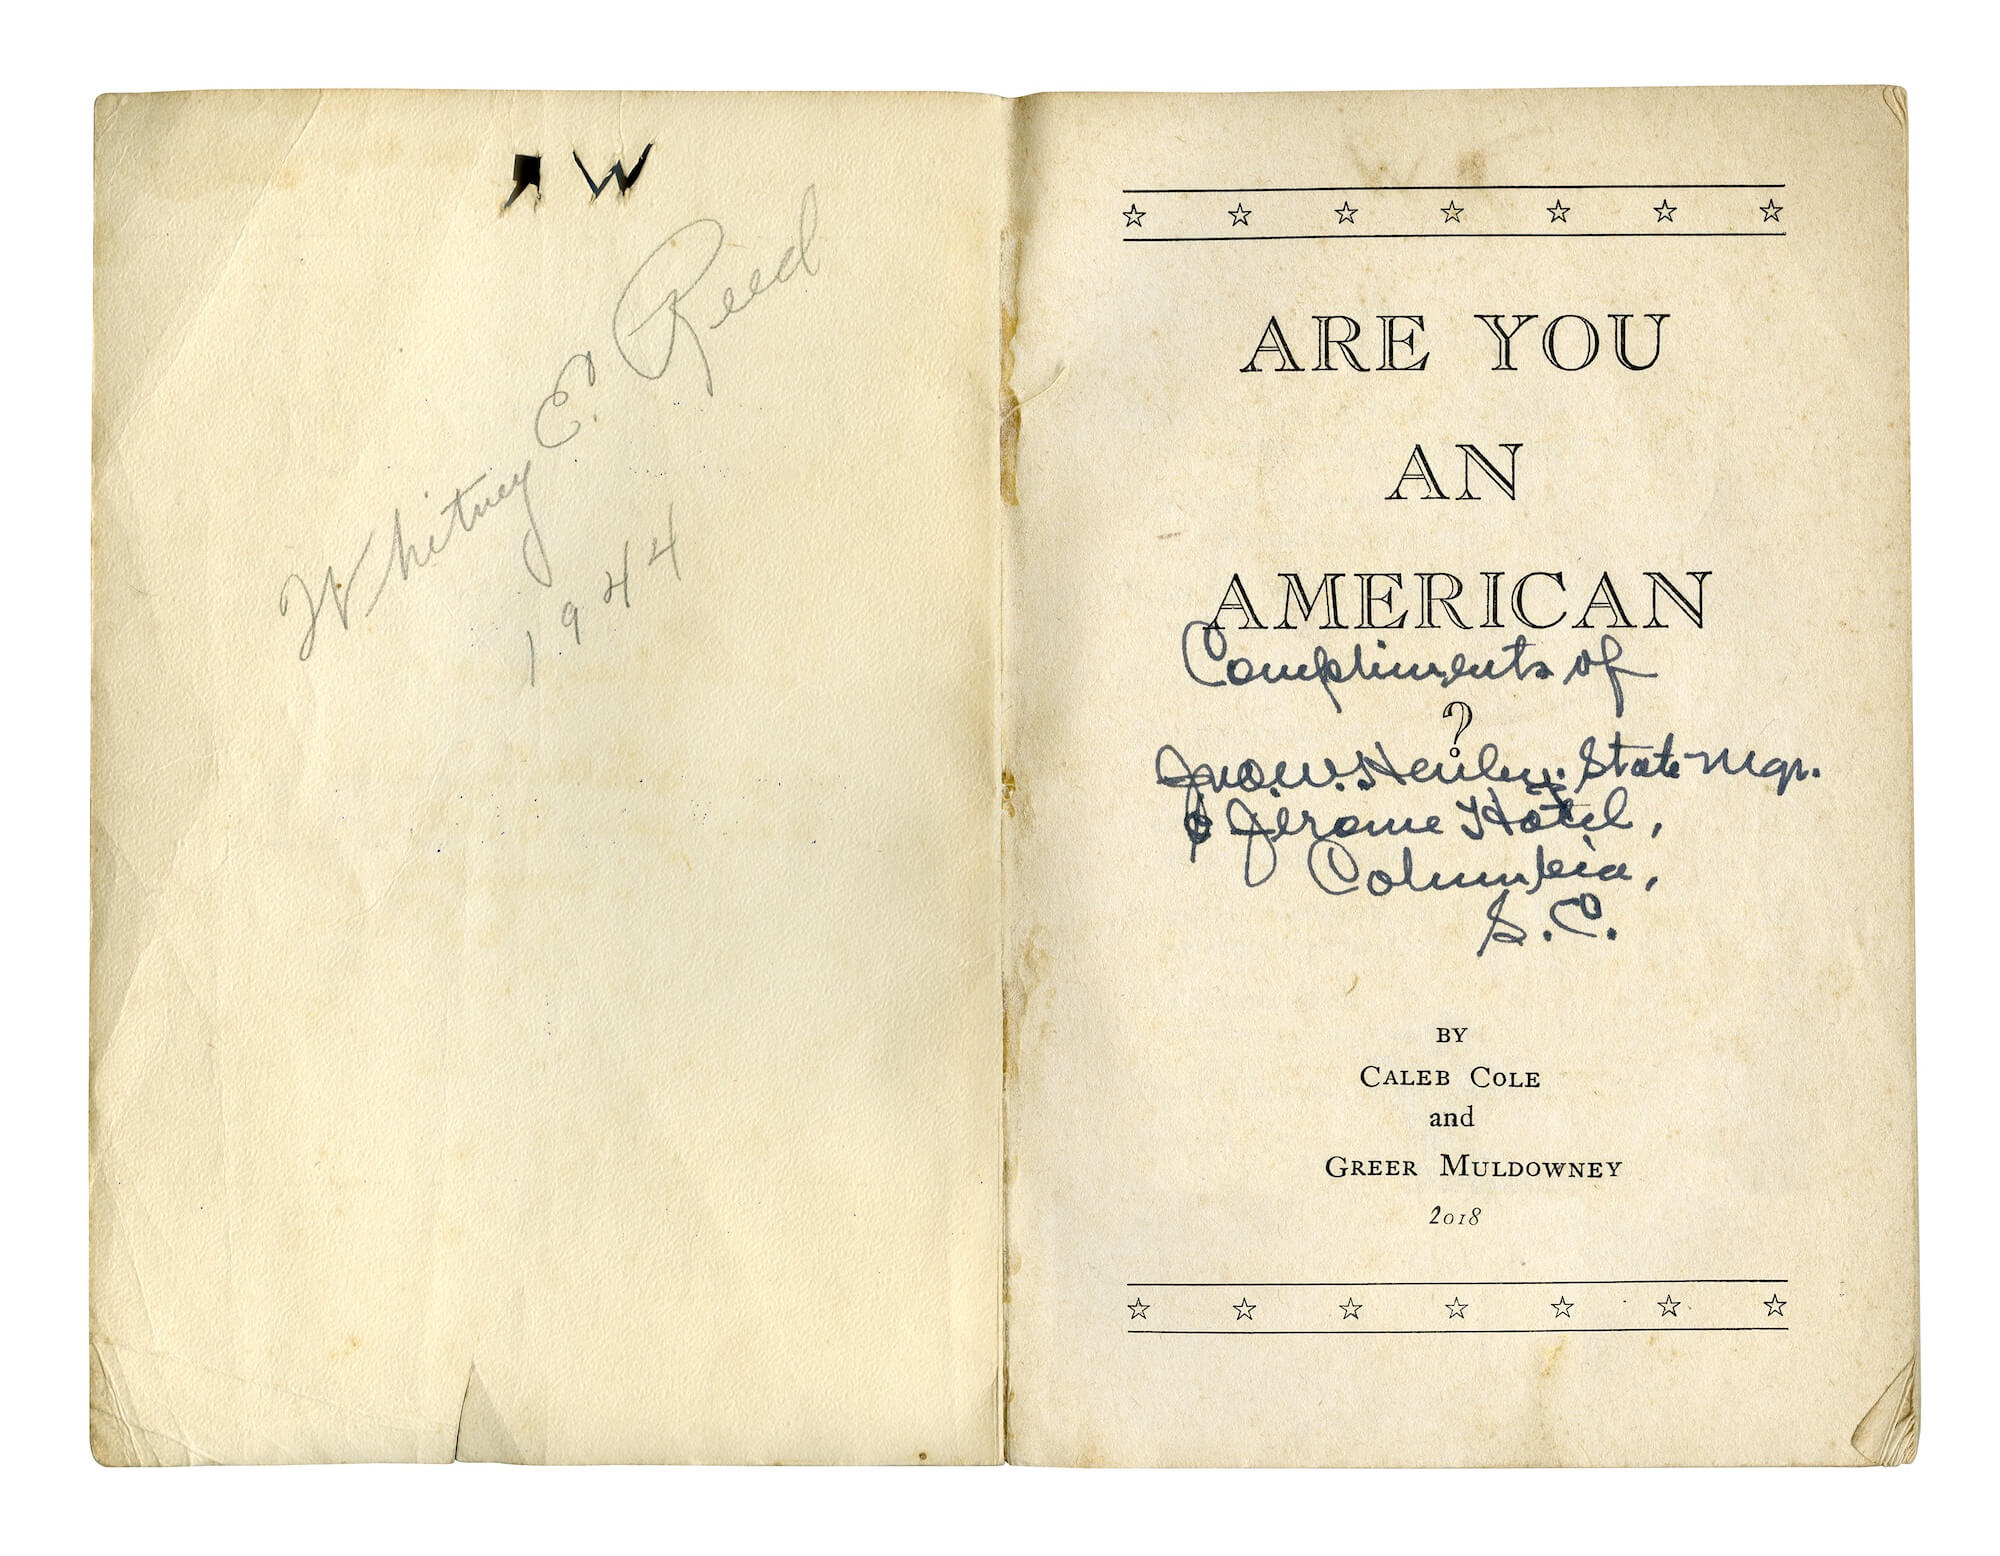 Whitney E. Reed
1944
ARE YOU
AN
AMERICAN
Compliments of
?
Jno. W. Henley. State Mgr.
Jerome Hotel,
Columbia,
S.C.
BY
CALEB COLE
and
GREER MULDOWNEY
2018